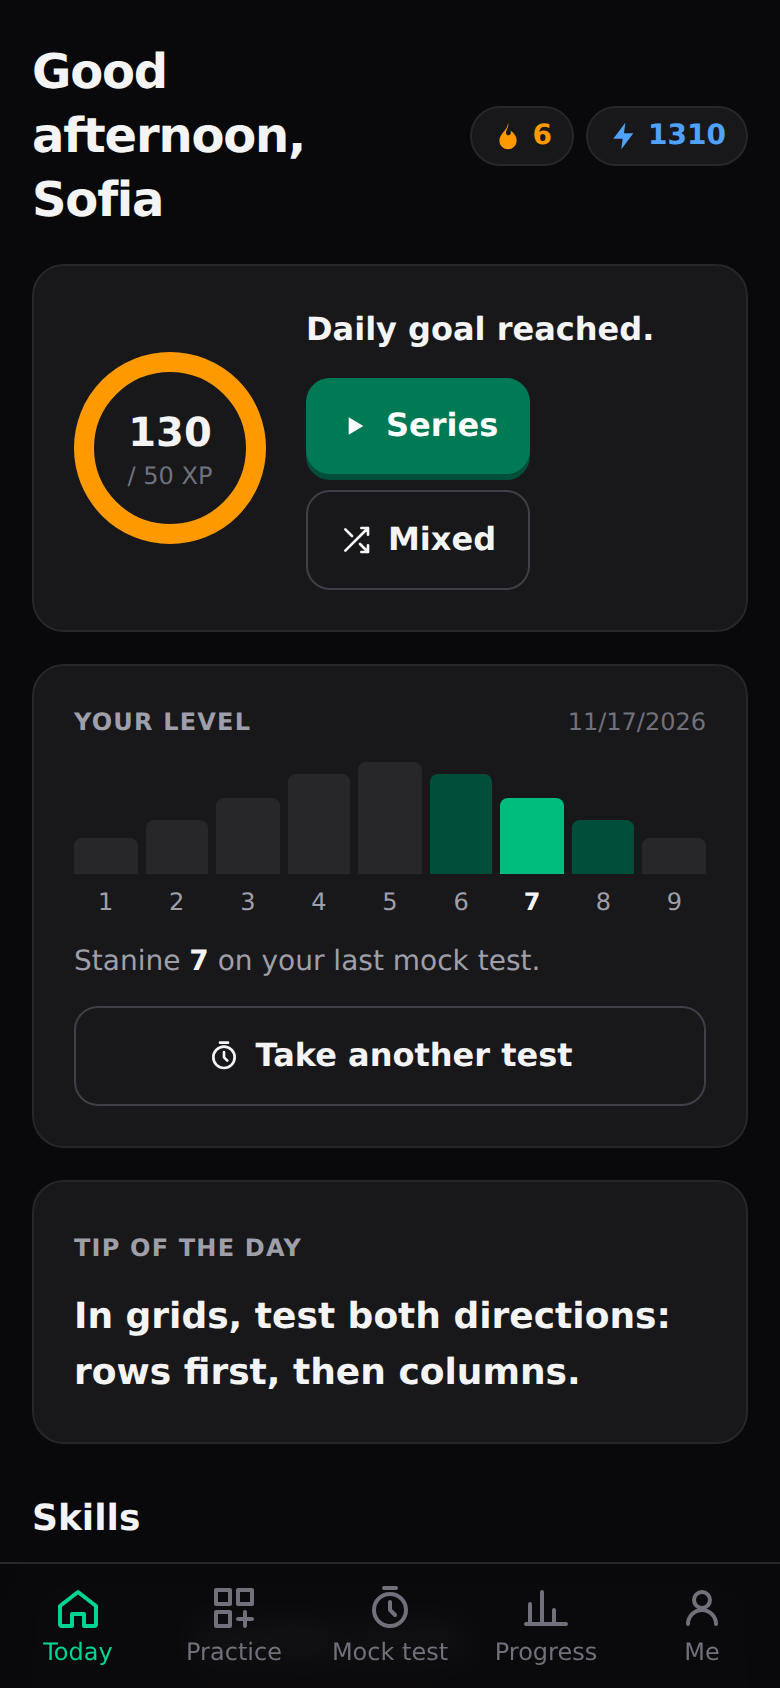 Good
afternoon,
Sofia
6
1310
Daily goal reached.
130
/ 50 XP
Series
Mixed
YOUR LEVEL
11/17/2026
1 2 3 4 5 6 7 8 9
Stanine 7 on your last mock test.
Take another test
TIP OF THE DAY
In grids, test both directions:
rows first, then columns.
Skills
Today
Practice
Mock test
Progress
Me